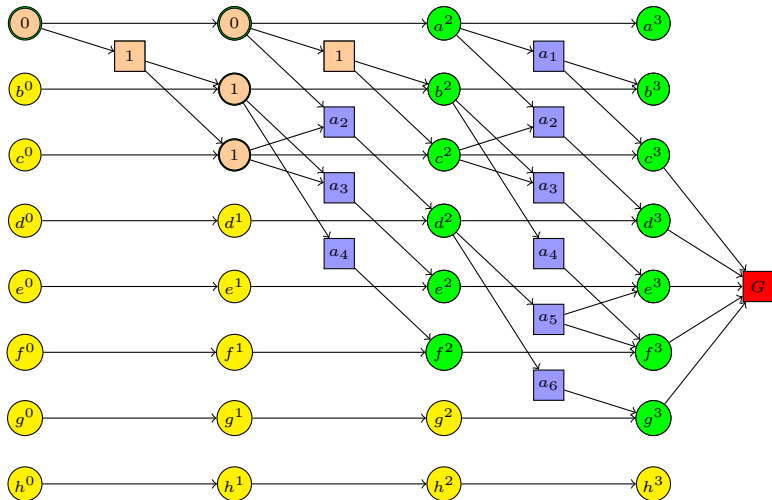 0 0 a² a³
1 1 a₁
b⁰ 1 b² b³
a₂ a₂
c⁰ 1 c² c³
a₃ a₃
d⁰ d¹ d² d³
a₄ a₄
e⁰ e¹ e² e³ G
a₅
f⁰ f¹ f² f³
a₆
g⁰ g¹ g² g³
h⁰ h¹ h² h³